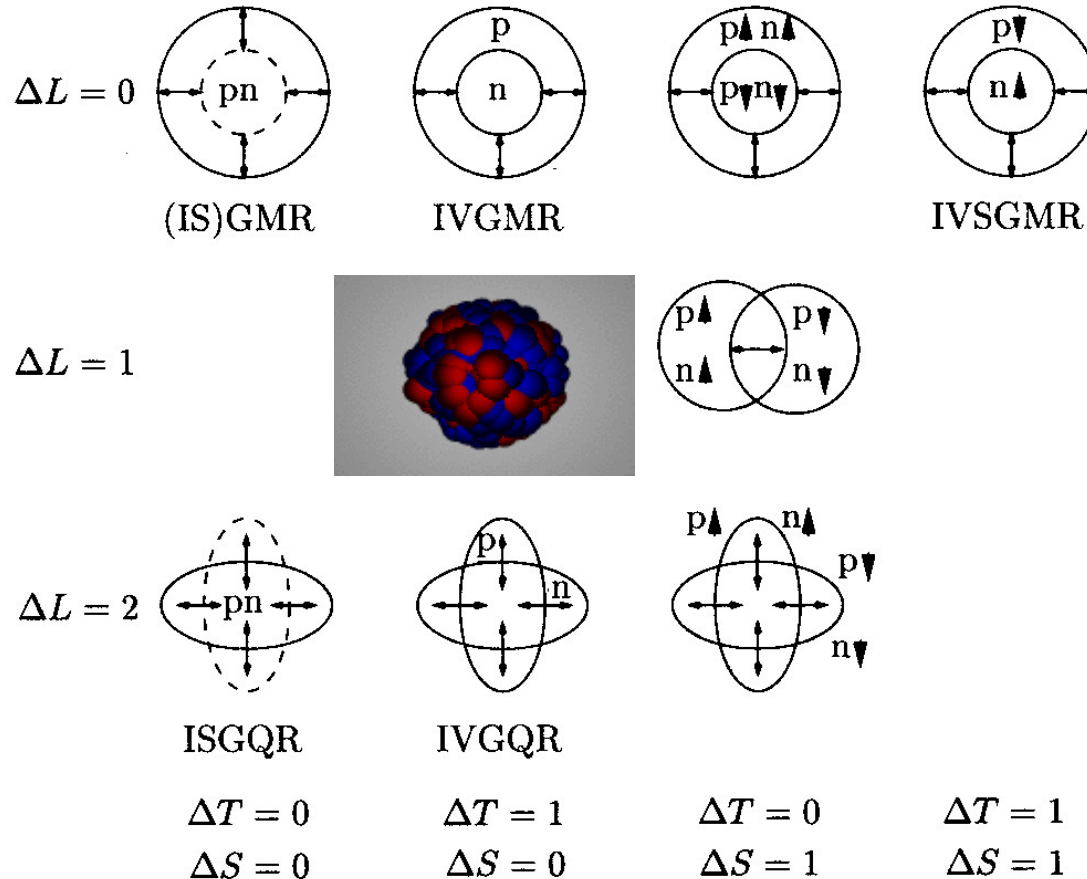 ΔL = 0
pn
p
n
p n
p n
p
n
(IS)GMR IVGMR IVSGMR
ΔL = 1
p p
n n
ΔL = 2
pn
p
n
p n
p
n
ISGQR IVGQR
ΔT = 0 ΔT = 1 ΔT = 0 ΔT = 1
ΔS = 0 ΔS = 0 ΔS = 1 ΔS = 1